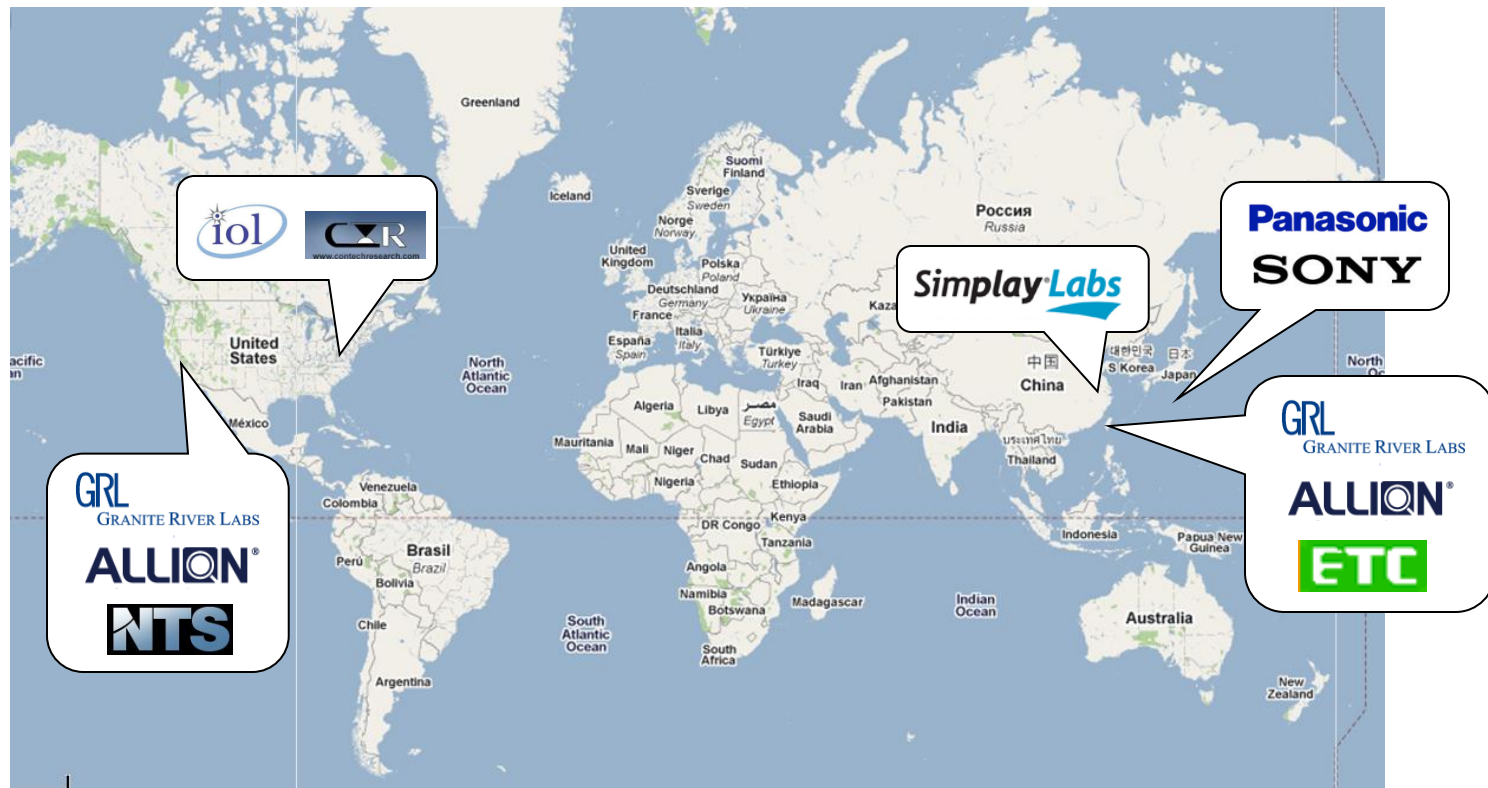 Greenland
Suomi
Finland
Iceland
Sverige
Sweden
Norge
Norway
Россия
Russia
iol
CXR
www.contechresearch.com
Panasonic
SONY
Simplay Labs
United
Kingdom
Polska
Poland
Deutschland
Germany
Україна
Ukraine
France
Kaza
Italia
Italy
España
Spain
Türkiye
Turkey
United
States
acific
an
North
Atlantic
Ocean
中国
China
대한민국
S Korea
日本
Japan
North
Oc
Iraq
Iran
Afghanistan
Pakistan
Algeria
Libya
مصر
Egypt
Saudi
Arabia
India
México
Mauritania
Mali
Niger
Chad
Sudan
ประเทศไทย
Thailand
Nigeria
Ethiopia
Venezuela
Colombia
GRL
GRANITE RIVER LABS
ALLION®
NTS
GRL
GRANITE RIVER LABS
ALLION®
ETC
DR Congo
Kenya
Tanzania
Indonesia
Papua New
Guinea
Perú
Brasil
Brazil
Bolivia
Angola
Namibia
Botswana
Madagascar
Indian
Ocean
Australia
Chile
South
Atlantic
Ocean
South
Africa
Argentina
New
Zealand